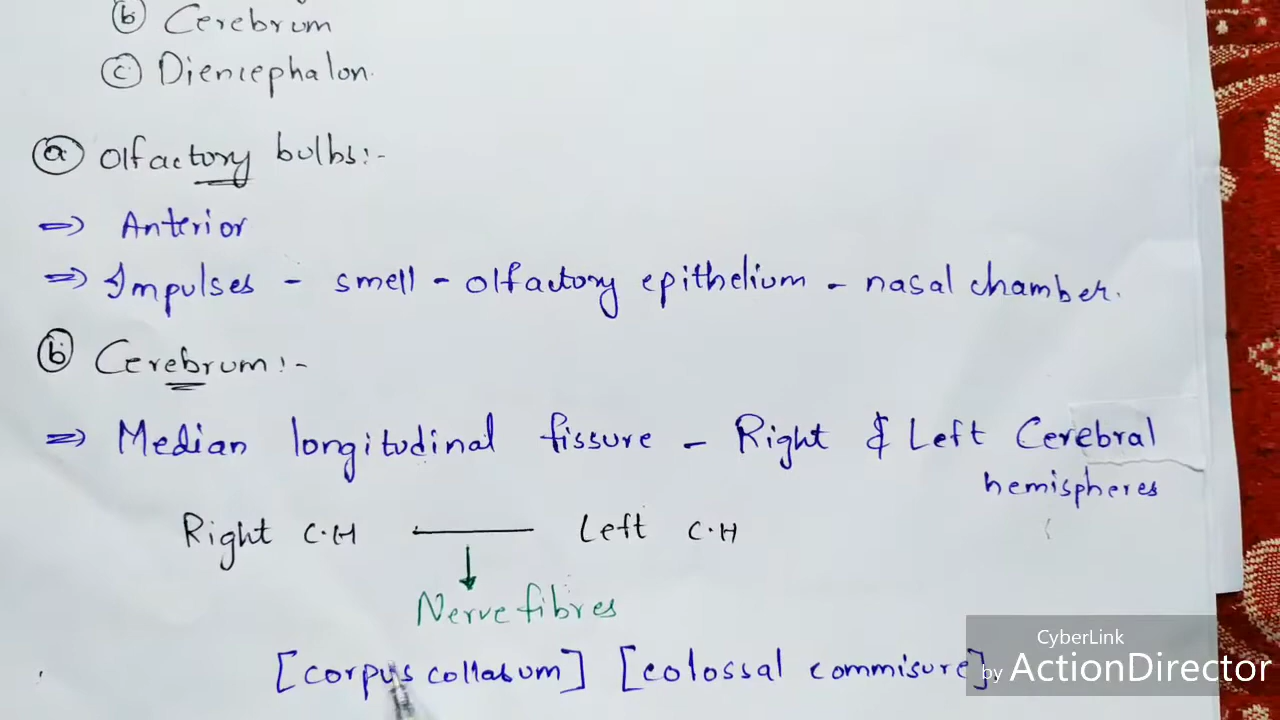 ⓑ Cerebrum
ⓒ Diencephalon.
ⓐ Olfactory bulbs:-
⇒ Anterior
⇒ Impulses - smell - olfactory epithelium - nasal chamber.
ⓑ Cerebrum :-
⇒ Median longitudinal fissure - Right & Left Cerebral
hemispheres
Right C.H — Left C.H
↓
Nerve fibres
[corpus collasum] [colossal commisure].
CyberLink
by ActionDirector